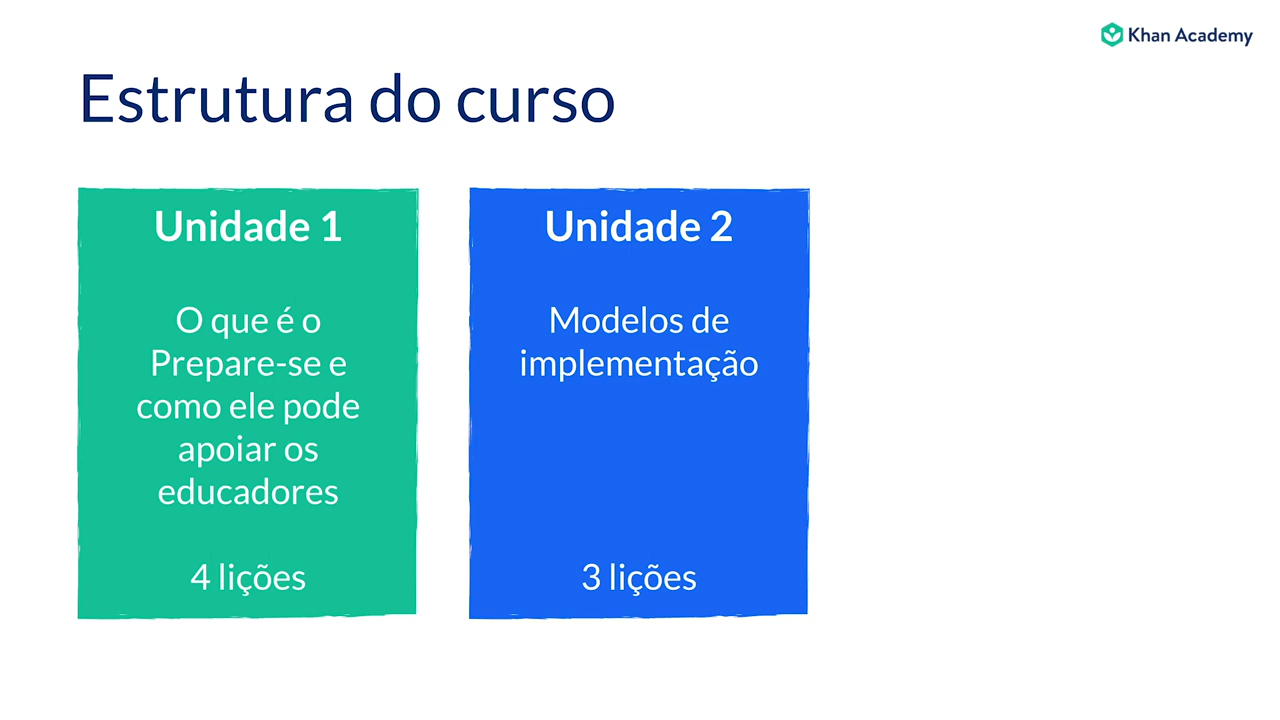 Khan Academy
Estrutura do curso
Unidade 1
O que é o
Prepare-se e
como ele pode
apoiar os
educadores
4 lições
Unidade 2
Modelos de
implementação
3 lições